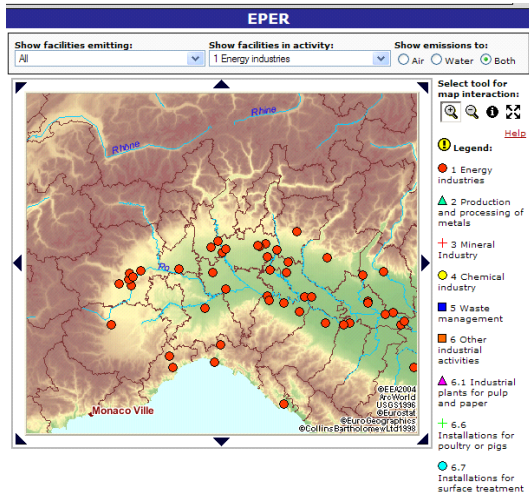 EPER
Show facilities emitting:
Show facilities in activity:
Show emissions to:
All
1 Energy industries
Air
Water
Both
Select tool for
map interaction:
Help
Legend:
1 Energy
industries
2 Production
and processing of
metals
3 Mineral
Industry
4 Chemical
industry
5 Waste
management
6 Other
industrial
activities
6.1 Industrial
plants for pulp
and paper
6.6
Installations for
poultry or pigs
6.7
Installations for
surface treatment
Rhine
Rhône
Po
Monaco Ville
©EEA2004
ArcWorld
USGS1996
©Eurostat
©EuroGeographics
©CollinsBartholomewLtd1998